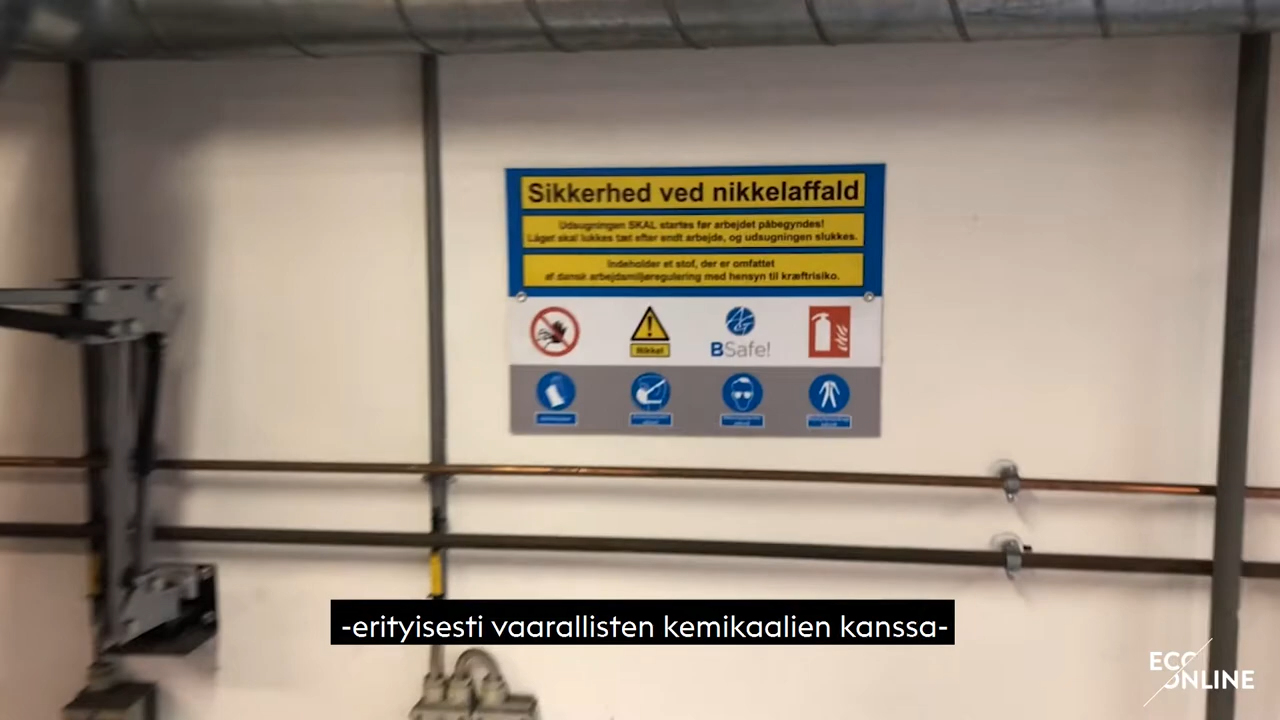 Sikkerhed ved nikkelaffald
Udsugningen SKAL startes før arbejdet påbegyndes!
Låget skal lukkes tæt efter endt arbejde, og udsugningen slukkes.
Indeholder et stof, der er omfattet
af dansk arbejdsmiljøregulering med hensyn til kræftrisiko.
Nikkel
BSafe!
-erityisesti vaarallisten kemikaalien kanssa-
ECO
ONLINE